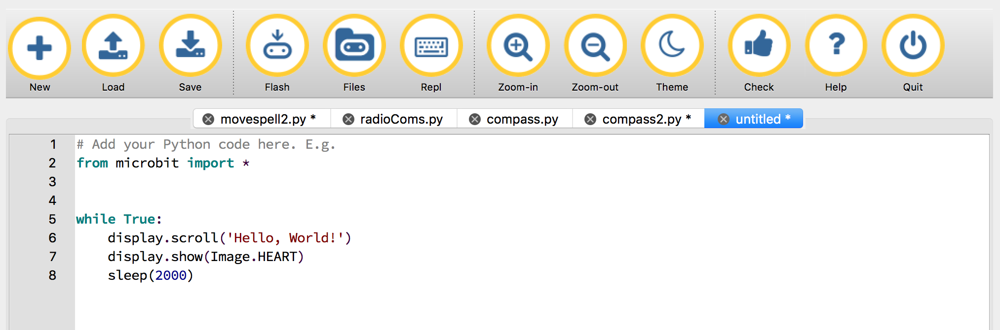 New Load Save Flash Files Repl Zoom-in Zoom-out Theme Check Help Quit
movespell2.py * radioComs.py compass.py compass2.py * untitled *
1 # Add your Python code here. E.g.
2 from microbit import *
3
4
5 while True:
6     display.scroll('Hello, World!')
7     display.show(Image.HEART)
8     sleep(2000)